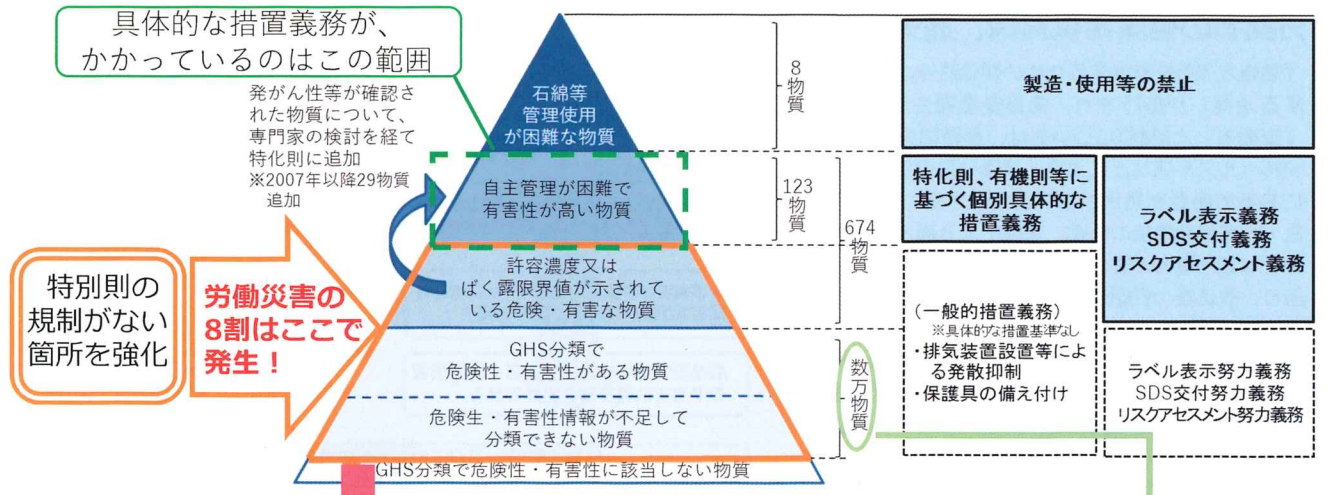 具体的な措置義務が、
かかっているのはこの範囲
発がん性等が確認さ
れた物質について、
専門家の検討を経て
特化則に追加
※2007年以降29物質
追加
特別則の
規制がない
箇所を強化
労働災害の
8割はここで
発生！
石綿等
管理使用
が困難な物質
自主管理が困難で
有害性が高い物質
許容濃度又は
ばく露限界値が示されて
いる危険・有害な物質
GHS分類で
危険性・有害性がある物質
危険生・有害性情報が不足して
分類できない物質
GHS分類で危険性・有害性に該当しない物質
8物質
123物質
674物質
数万物質
製造・使用等の禁止
特化則、有機則等に
基づく個別具体的な
措置義務
ラベル表示義務
SDS交付義務
リスクアセスメント義務
（一般的措置義務）
※具体的な措置基準なし
・排気装置設置等によ
る発散抑制
・保護具の備え付け
ラベル表示努力義務
SDS交付努力義務
リスクアセスメント努力義務